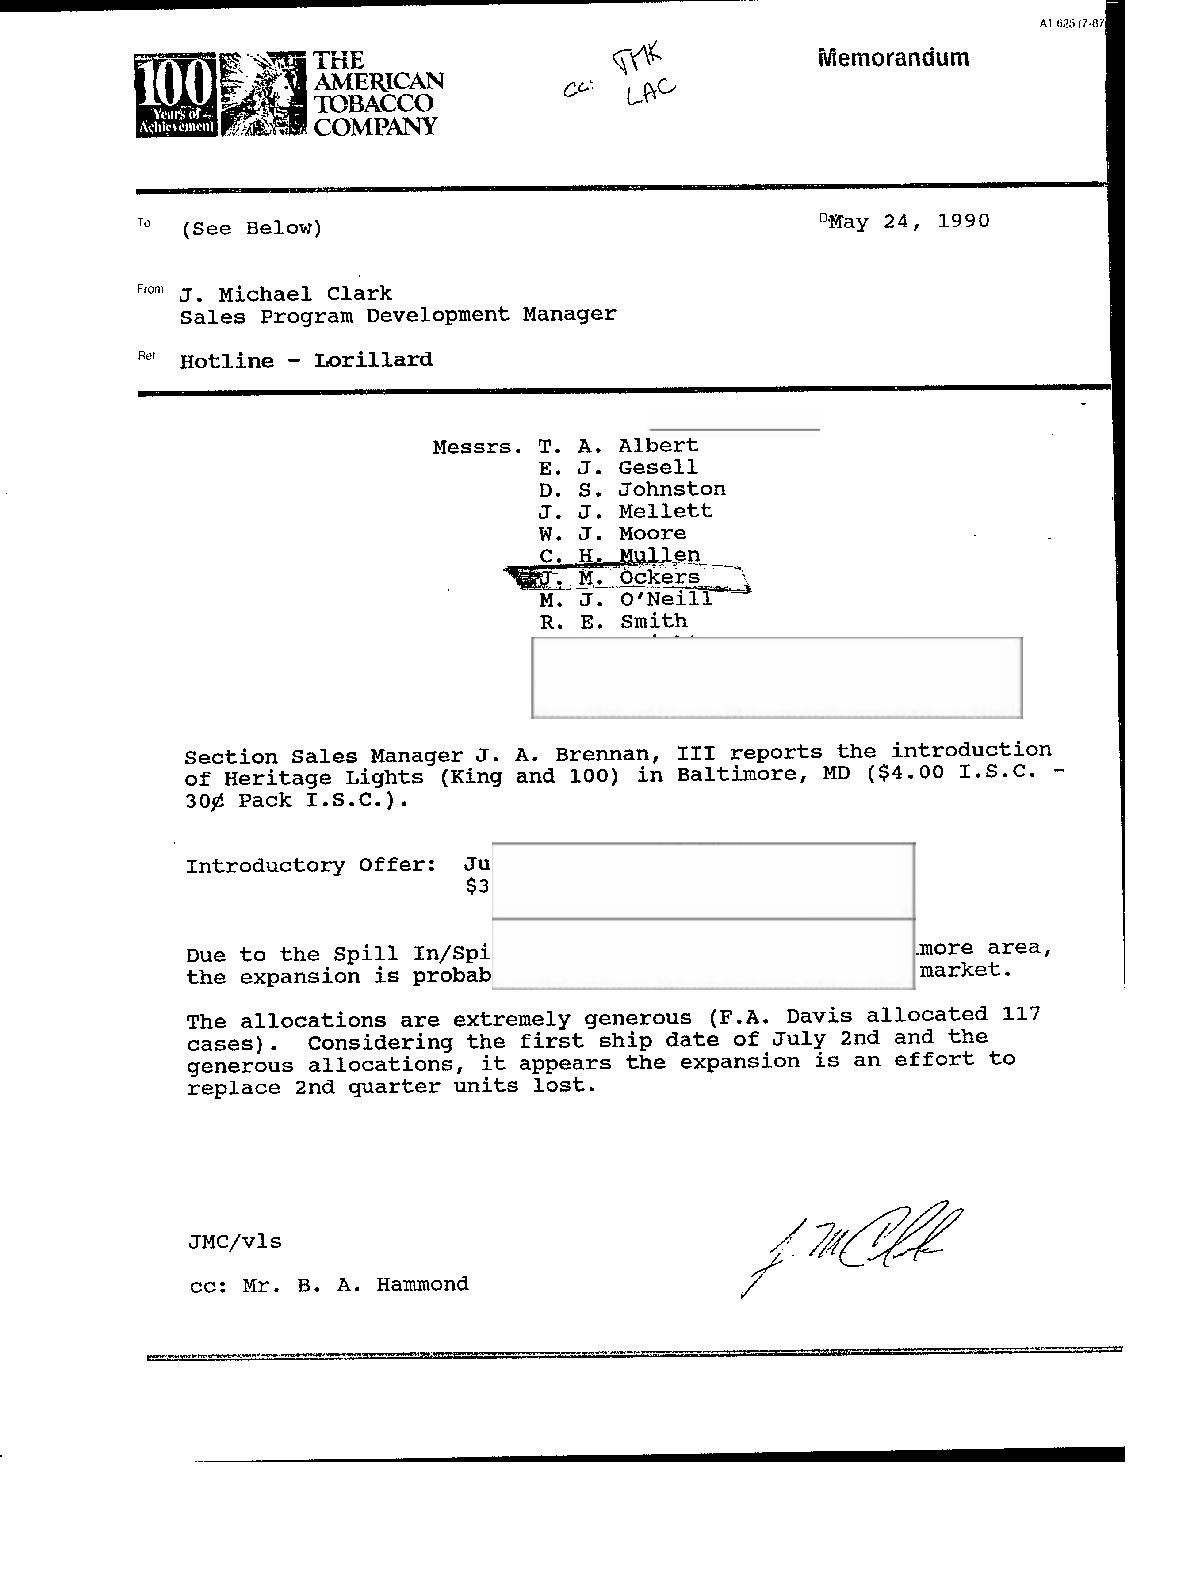 A1 625 (7-87)
100
Years of
Achievement
THE
AMERICAN
TOBACCO
COMPANY
cc: TMK
LAC
Memorandum
To (See Below)
May 24, 1990
From J. Michael Clark
Sales Program Development Manager
Re: Hotline - Lorillard
Messrs. T. A. Albert
E. J. Gesell
D. S. Johnston
J. J. Mellett
W. J. Moore
C. H. Mullen
J. M. Ockers
M. J. O'Neill
R. E. Smith
Section Sales Manager J. A. Brennan, III reports the introduction
of Heritage Lights (King and 100) in Baltimore, MD ($4.00 I.S.C. -
30¢ Pack I.S.C.).
Introductory Offer: Ju
$3
Due to the Spill In/Spi more area,
the expansion is probab market.
The allocations are extremely generous (F.A. Davis allocated 117
cases). Considering the first ship date of July 2nd and the
generous allocations, it appears the expansion is an effort to
replace 2nd quarter units lost.
JMC/vls
cc: Mr. B. A. Hammond